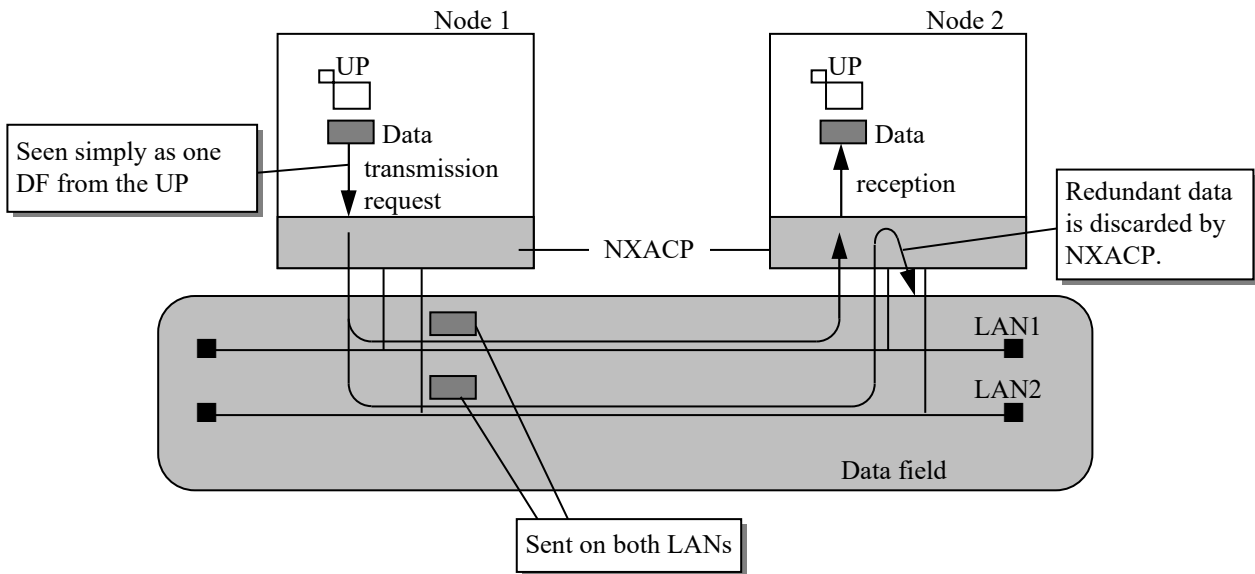 Node 1
Node 2
UP
UP
Data
Data
Seen simply as one
DF from the UP
transmission
request
reception
Redundant data
is discarded by
NXACP.
NXACP
LAN1
LAN2
Data field
Sent on both LANs